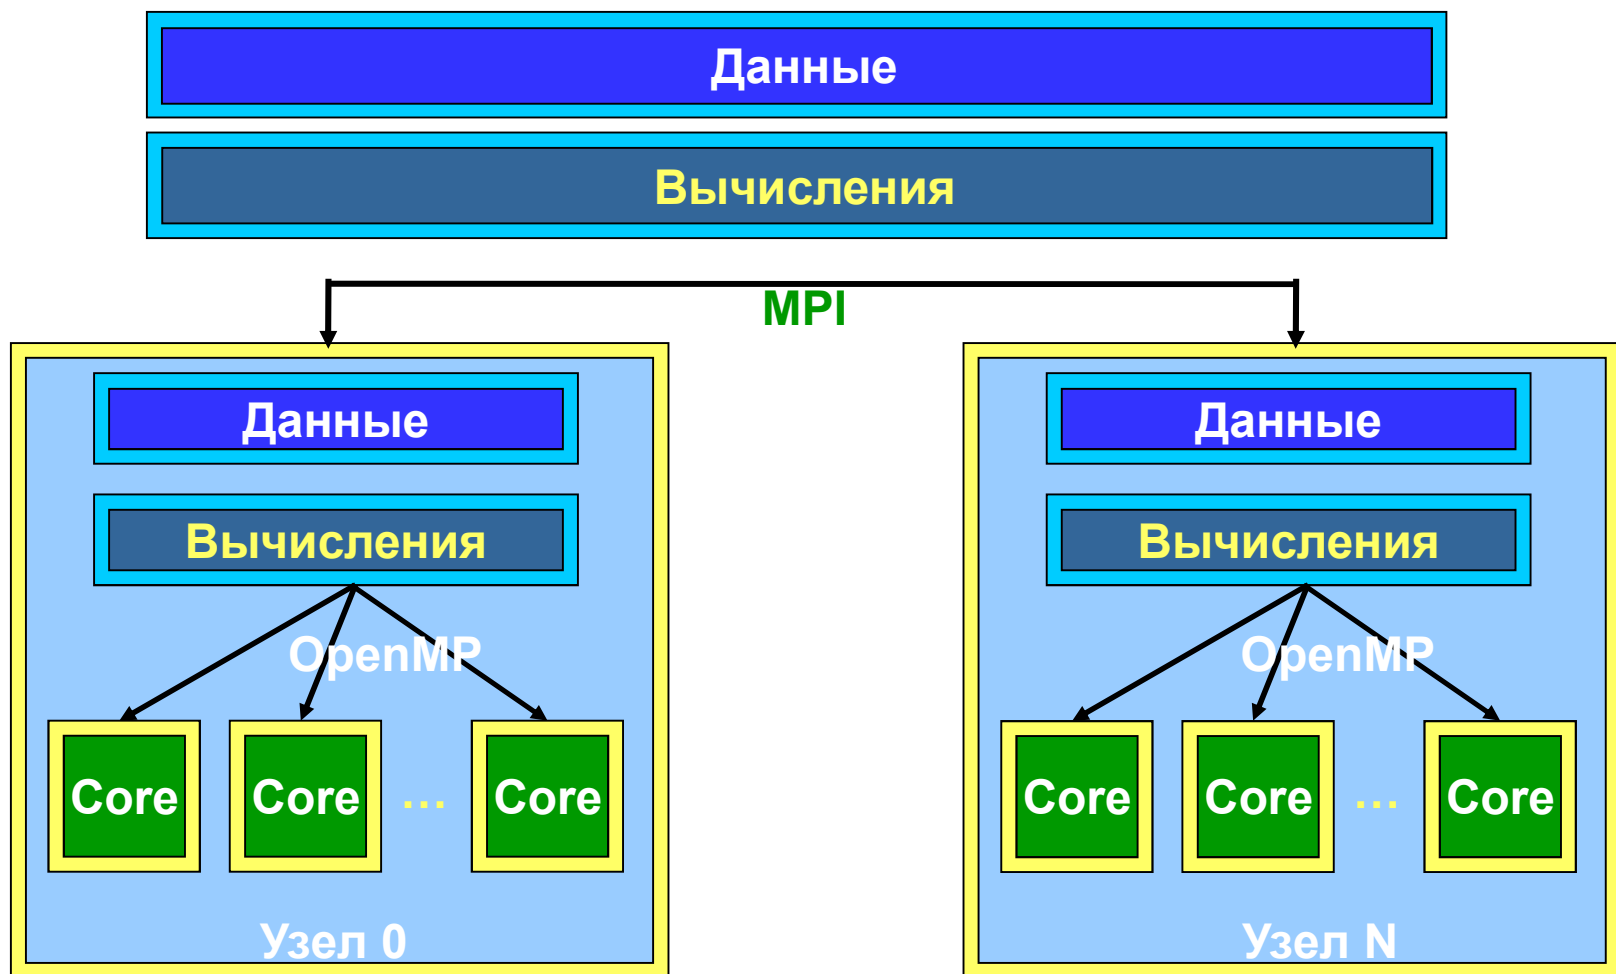 Данные
Вычисления
MPI
Данные
Данные
Вычисления
Вычисления
OpenMP
OpenMP
Core Core … Core
Core Core … Core
Узел 0
Узел N